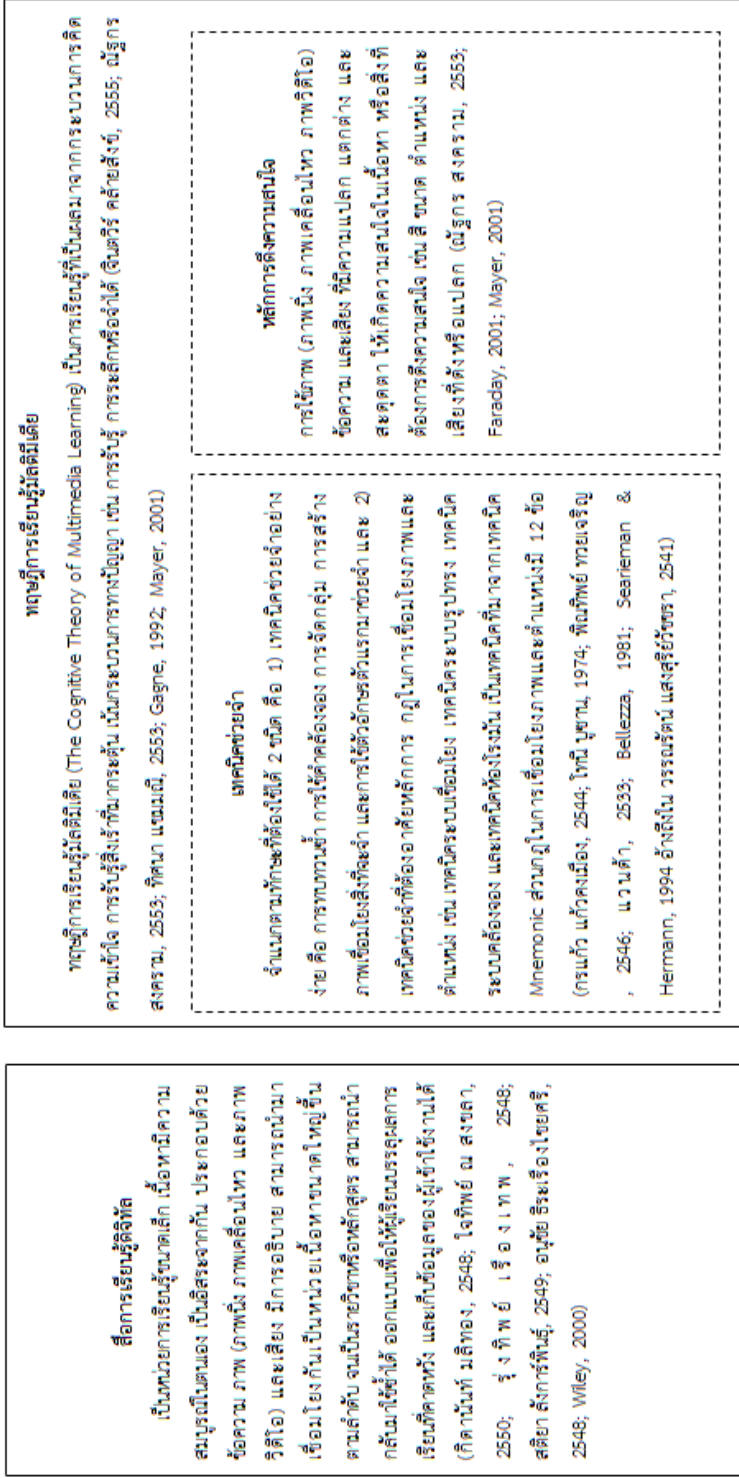 สื่อการเรียนรู้ดิจิทัล
เป็นหน่วยการเรียนรู้ขนาดเล็ก เนื้อหามีความ
สมบูรณ์ในตนเอง เป็นอิสระจากกัน ประกอบด้วย
ข้อความ ภาพ (ภาพนิ่ง ภาพเคลื่อนไหว และภาพ
วิดิโอ) และเสียง มีการอธิบาย สามารถนำมา
เชื่อมโยงกันเป็นหน่วยเนื้อหาขนาดใหญ่ขึ้น
ตามลำดับ จนเป็นรายวิชาหรือหลักสูตร สามารถนำ
กลับมาใช้ซ้ำได้ ออกแบบเพื่อให้ผู้เรียนบรรลุผลการ
เรียนที่คาดหวัง และเก็บข้อมูลของผู้เข้าใช้งานได้
(กิดานันท์ มลิทอง, 2548; ใจทิพย์ ณ สงขลา,
2550; รุ่งทิพย์ เรืองเทพ, 2548;
สติยา ลังการ์พินธุ์, 2549; อนุชัย ธีระเรืองไชยศรี,
2548; Wiley, 2000)
ทฤษฎีการเรียนรู้มัลติมีเดีย
ทฤษฎีการเรียนรู้มัลติมีเดีย (The Cognitive Theory of Multimedia Learning) เป็นการเรียนรู้ที่เป็นผลมาจากกระบวนการคิด
ความเข้าใจ การรับรู้สิ่งเร้าที่มากระตุ้น เน้นกระบวนการทางปัญญา เช่น การรับรู้ การระลึกหรือจำได้ (จินตวีร์ คล้ายสังข์, 2555; ณัฐกร
สงคราม, 2553; ทิศนา แขมมณี, 2553; Gagne, 1992; Mayer, 2001)
เทคนิคช่วยจำ
จำแนกตามทักษะที่ต้องใช้ได้ 2 ชนิด คือ 1) เทคนิคช่วยจำอย่าง
ง่าย คือ การทบทวนซ้ำ การใช้คำคล้องจอง การจัดกลุ่ม การสร้าง
ภาพเชื่อมโยงสิ่งที่จะจำ และการใช้ตัวอักษรตัวแรกมาช่วยจำ และ 2)
เทคนิคช่วยจำที่ต้องอาศัยหลักการ กฎในการเชื่อมโยงภาพและ
ตำแหน่ง เช่น เทคนิคระบบเชื่อมโยง เทคนิคระบบรูปทรง เทคนิค
ระบบคล้องจอง และเทคนิคห้องโรมัน เป็นเทคนิคที่มาจากเทคนิค
Mnemonic ส่วนกฎในการเชื่อมโยงภาพและตำแหน่งมี 12 ข้อ
(กรแก้ว แก้วคงเมือง, 2544; โทนี บูซาน, 1974; พิณทิพย์ ทวยเจริญ
, 2546; แวนด้า, 2533; Bellezza, 1981; Searieman &
Hermann, 1994 อ้างถึงใน วรรณรัตน์ แสงสุรีย์วัชชรา, 2541)
หลักการดึงความสนใจ
การใช้ภาพ (ภาพนิ่ง ภาพเคลื่อนไหว ภาพวิดิโอ)
ข้อความ และเสียง ที่มีความแปลก แตกต่าง และ
สะดุดตา ให้เกิดความสนใจในเนื้อหา หรือสิ่งที่
ต้องการดึงความสนใจ เช่น สี ขนาด ตำแหน่ง และ
เสียงที่ดังหรือแปลก (ณัฐกร สงคราม, 2553;
Faraday, 2001; Mayer, 2001)